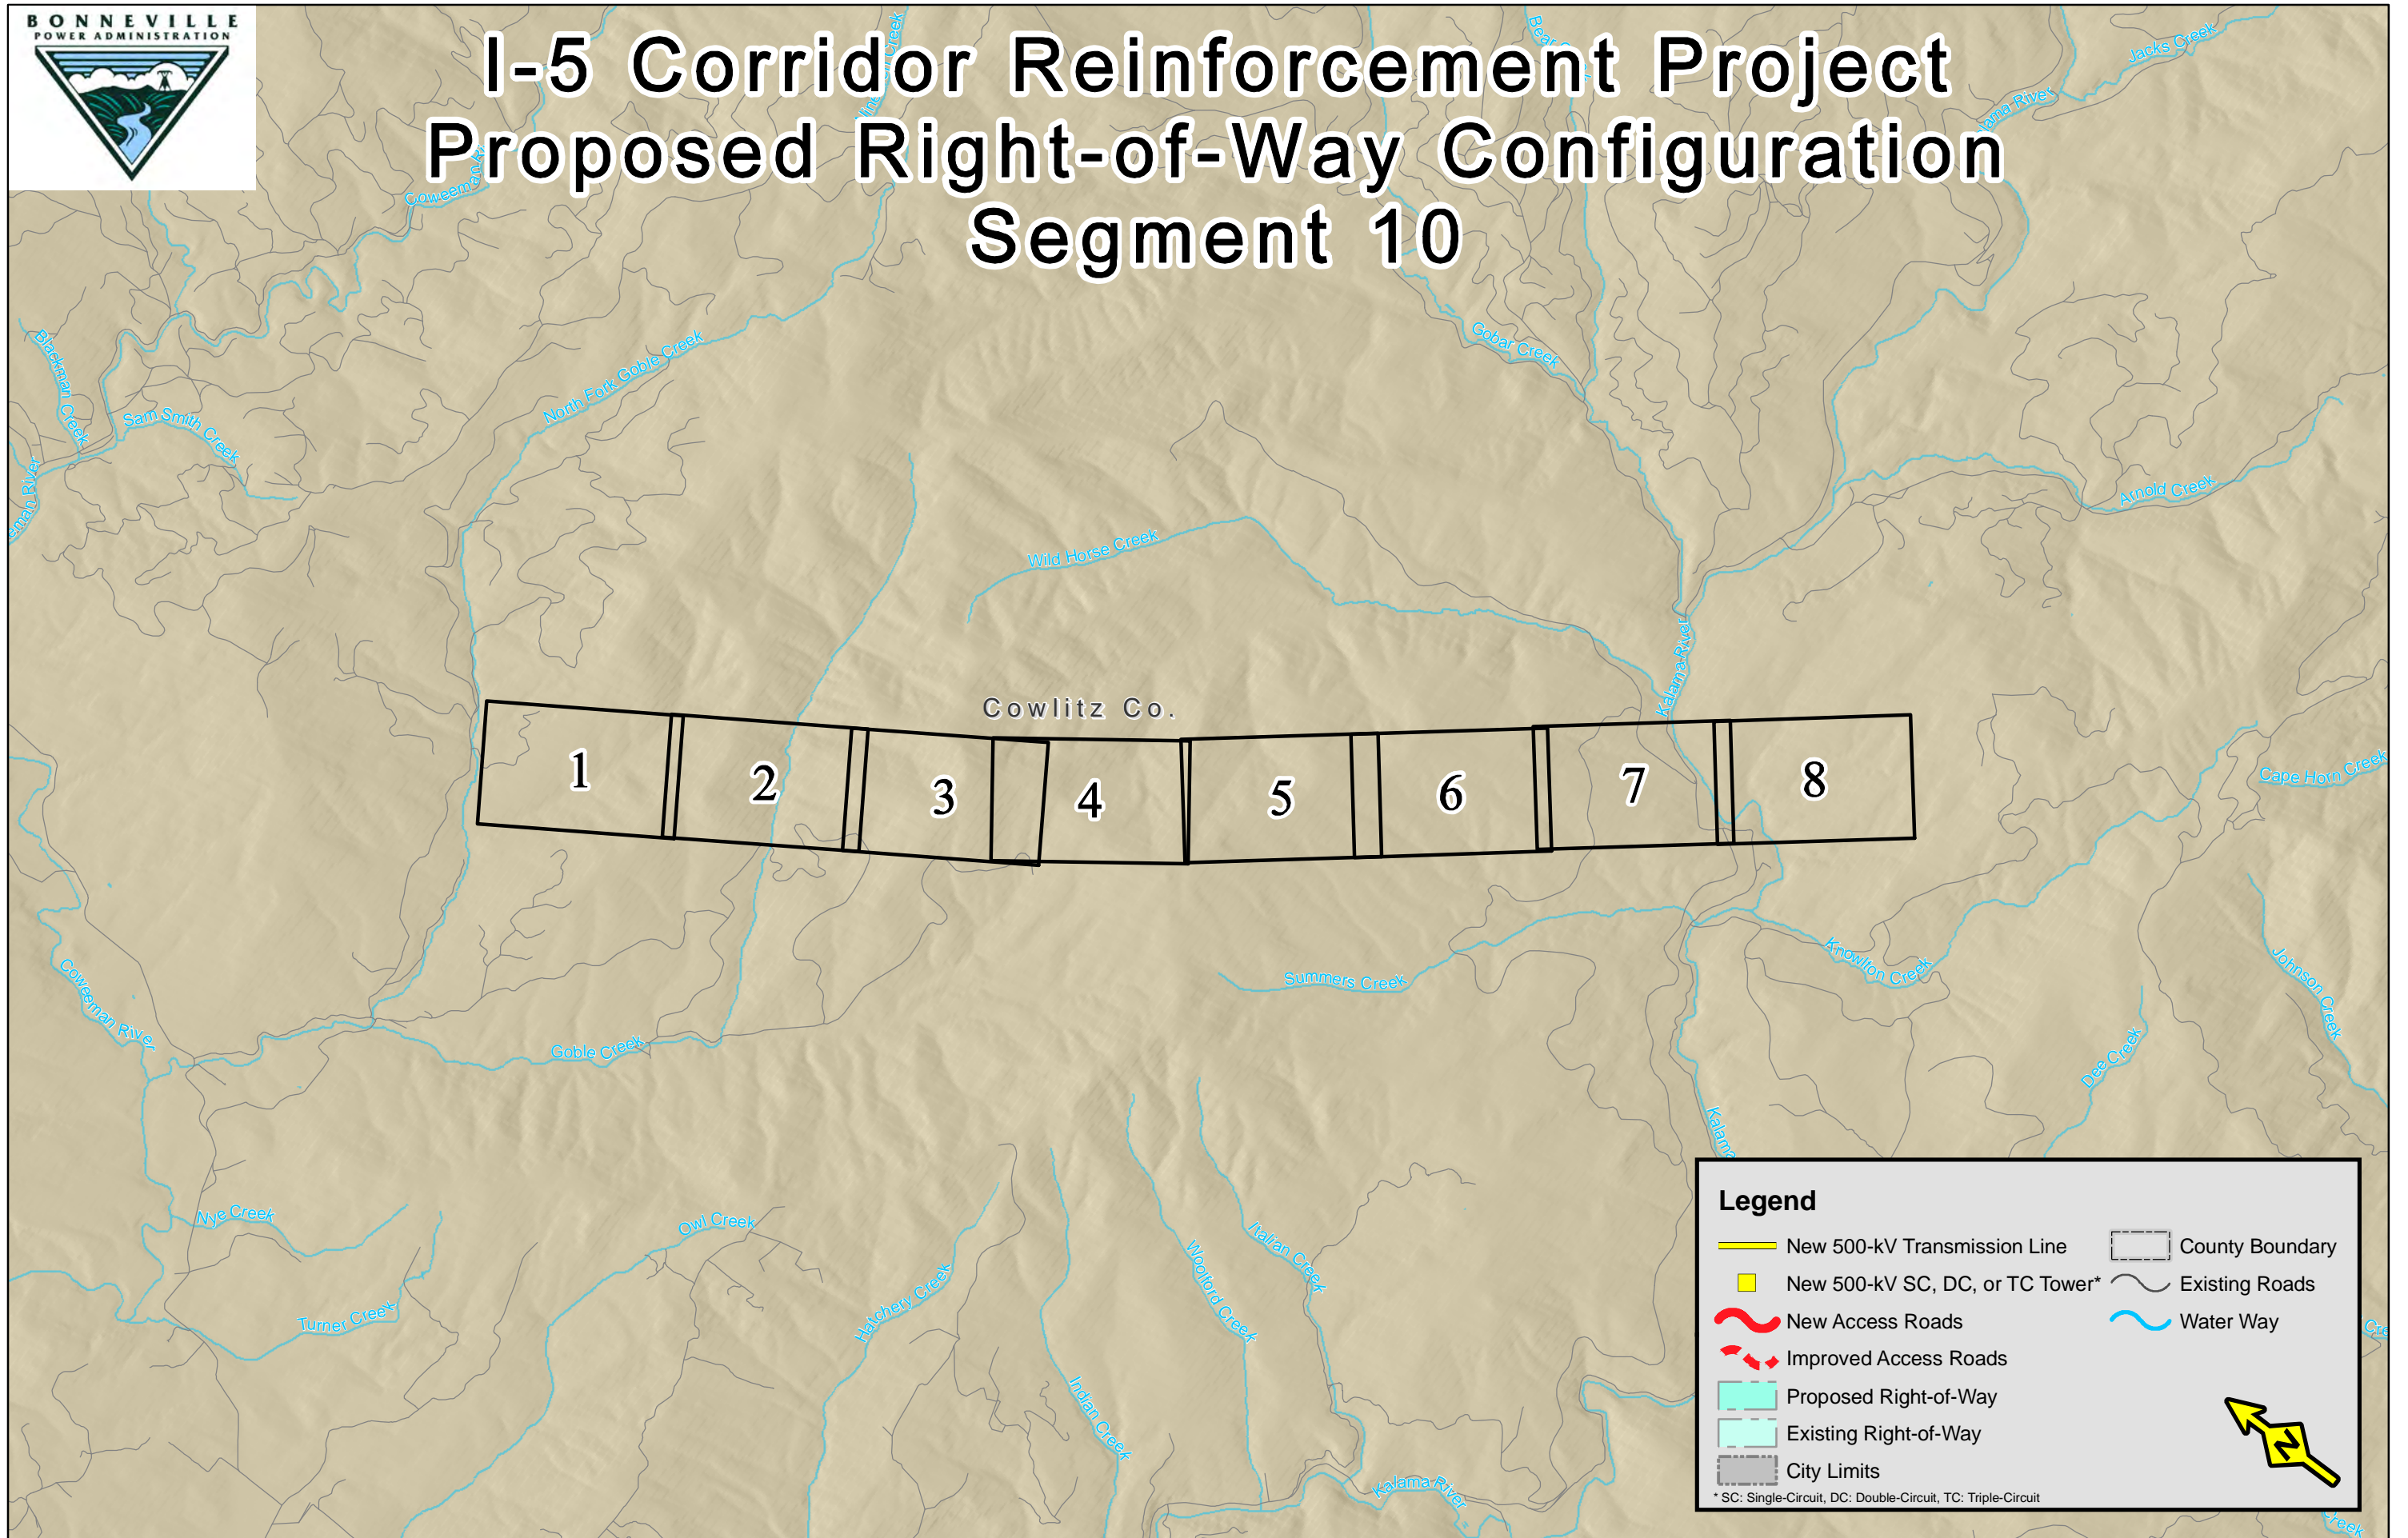 BONNEVILLE
POWER ADMINISTRATION
I-5 Corridor Reinforcement Project
Proposed Right-of-Way Configuration
Segment 10
Jacks Creek
Coweeman
Gobar Creek
North Fork Goble Creek
Blackman Creek
Sam Smith Creek
Arnold Creek
Wild Horse Creek
Kalama River
Cowlitz Co.
1
2
3
4
5
6
7
8
Cape Horn Creek
Knowlton Creek
Johnson Creek
Summers Creek
Coweeman River
Goble Creek
Dee Creek
Kalama
Nye Creek
Owl Creek
Italian Creek
Woolford Creek
Hatchery Creek
Turner Creek
Indian Creek
Kalama River
Creek
Legend
New 500-kV Transmission Line
New 500-kV SC, DC, or TC Tower*
New Access Roads
Improved Access Roads
Proposed Right-of-Way
Existing Right-of-Way
City Limits
County Boundary
Existing Roads
Water Way
N
* SC: Single-Circuit, DC: Double-Circuit, TC: Triple-Circuit